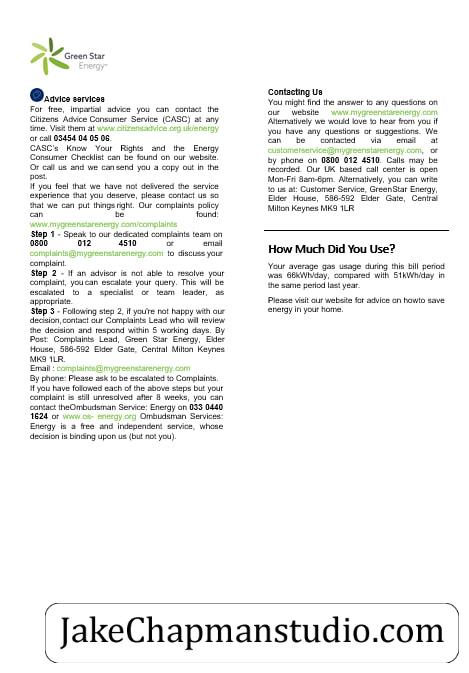 Green Star
Energy
Advice services
For free, impartial advice you can contact the
Citizens Advice Consumer Service (CASC) at any
time. Visit them at www.citizensadvice.org.uk/energy
or call 03454 04 05 06.
CASC's Know Your Rights and the Energy
Consumer Checklist can be found on our website.
Or call us and we can send you a copy out in the
post.
If you feel that we have not delivered the service
experience that you deserve, please contact us so
that we can put things right. Our complaints policy
can be found:
www.mygreenstarenergy.com/complaints
Step 1 - Speak to our dedicated complaints team on
0800 012 4510 or email
complaints@mygreenstarenergy.com to discuss your
complaint.
Step 2 - If an advisor is not able to resolve your
complaint, you can escalate your query. This will be
escalated to a specialist or team leader, as
appropriate.
Step 3 - Following step 2, if you're not happy with our
decision, contact our Complaints Lead who will review
the decision and respond within 5 working days. By
Post: Complaints Lead, Green Star Energy, Elder
House, 586-592 Elder Gate, Central Milton Keynes
MK9 1LR.
Email : complaints@mygreenstarenergy.com
By phone: Please ask to be escalated to Complaints.
If you have followed each of the above steps but your
complaint is still unresolved after 8 weeks, you can
contact theOmbudsman Service: Energy on 033 0440
1624 or www.os- energy.org Ombudsman Services:
Energy is a free and independent service, whose
decision is binding upon us (but not you).
Contacting Us
You might find the answer to any questions on
our website www.mygreenstarenergy.com
Alternatively we would love to hear from you if
you have any questions or suggestions. We
can be contacted via email at
customerservice@mygreenstarenergy.com, or
by phone on 0800 012 4510. Calls may be
recorded. Our UK based call center is open
Mon-Fri 8am-6pm. Alternatively, you can write
to us at: Customer Service, GreenStar Energy,
Elder House, 586-592 Elder Gate, Central
Milton Keynes MK9 1LR
How Much Did You Use?
Your average gas usage during this bill period
was 66kWh/day, compared with 51kWh/day in
the same period last year.
Please visit our website for advice on howto save
energy in your home.
JakeChapmanstudio.com